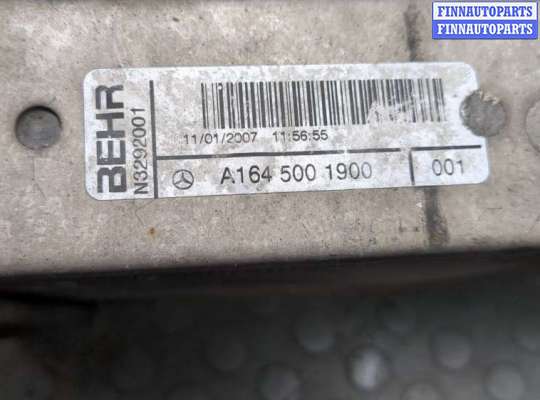 FINNAUTOPARTS
FINNAUTOPARTS
BEHR
N3292001
11/01/2007 11:56:55
A164 500 1900
001